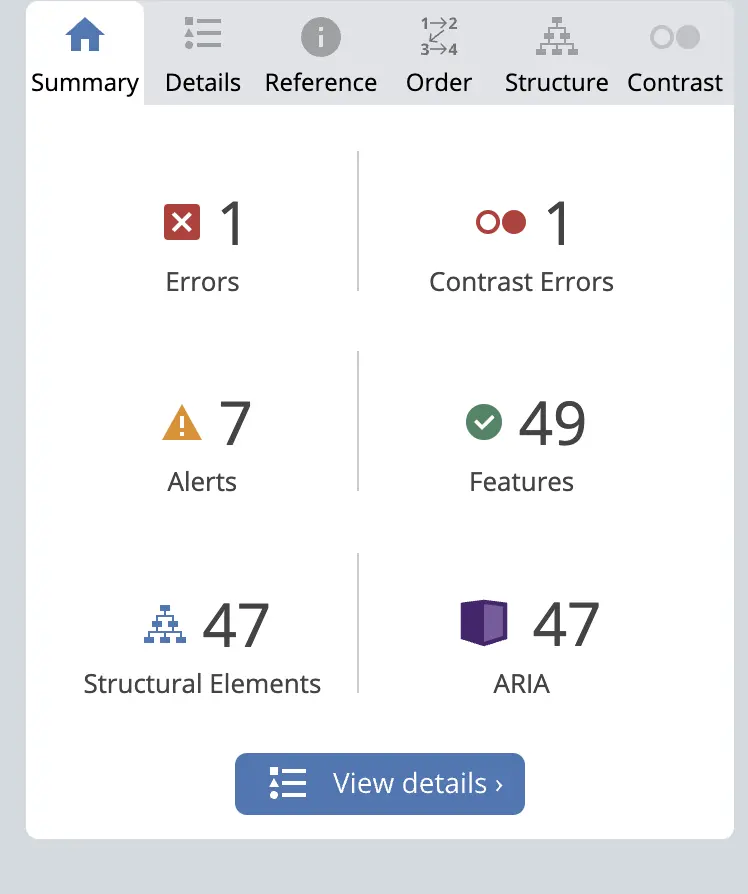 1→2
3→4
Summary Details Reference Order Structure Contrast
1 1
Errors Contrast Errors
7 49
Alerts Features
47 47
Structural Elements ARIA
View details ›